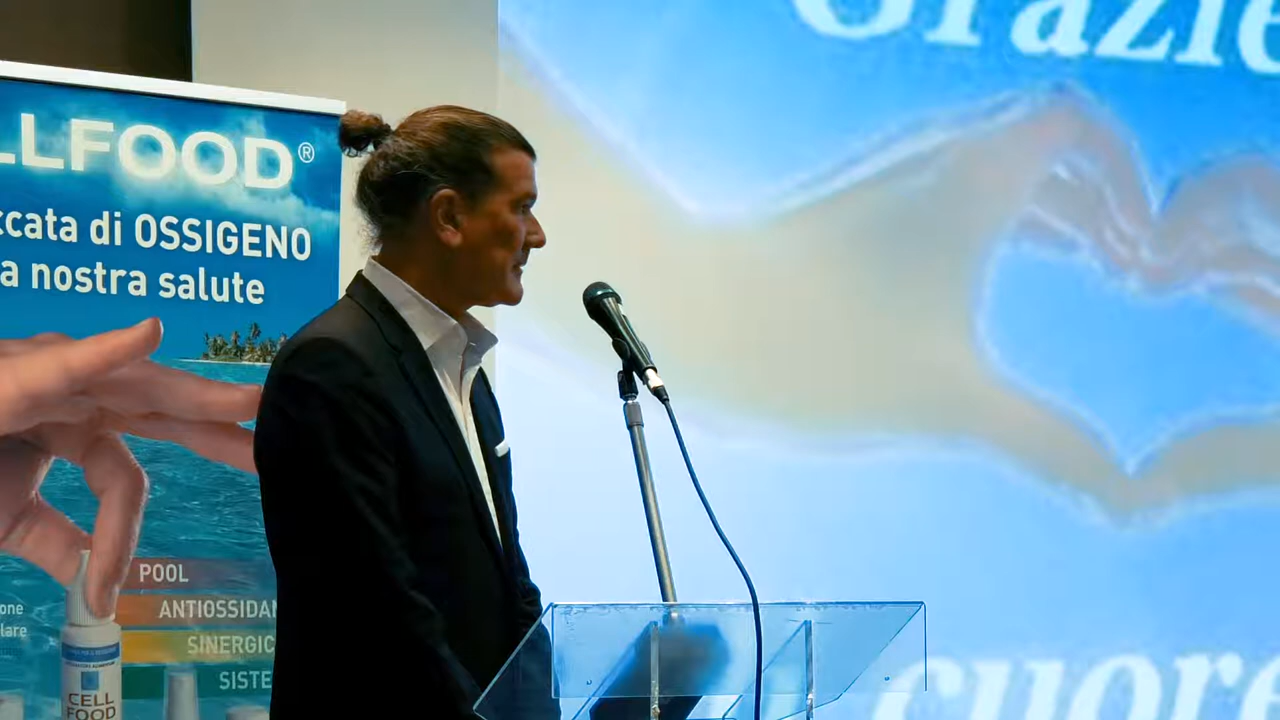 LLFOOD®
ccata di OSSIGENO
a nostra salute
POOL
ANTIOSSIDAN
SINERGIC
SISTE
one
lare
CELL
FOOD
Grazie
cuore